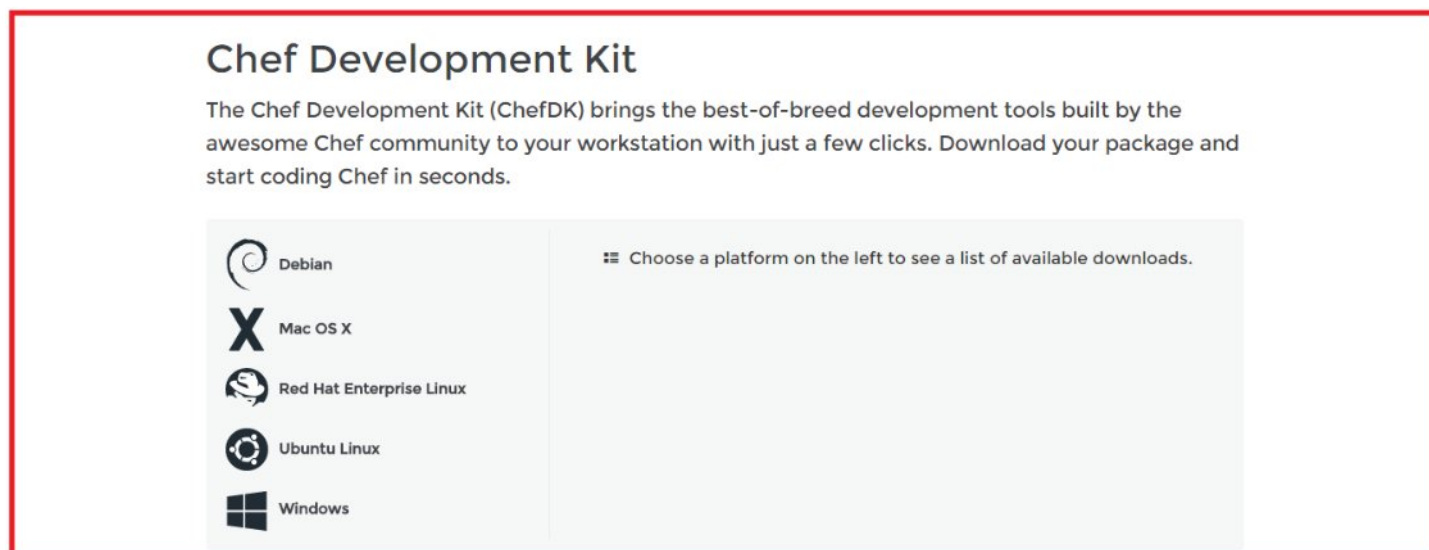 Chef Development Kit
The Chef Development Kit (ChefDK) brings the best-of-breed development tools built by the
awesome Chef community to your workstation with just a few clicks. Download your package and
start coding Chef in seconds.
Debian
Choose a platform on the left to see a list of available downloads.
Mac OS X
Red Hat Enterprise Linux
Ubuntu Linux
Windows